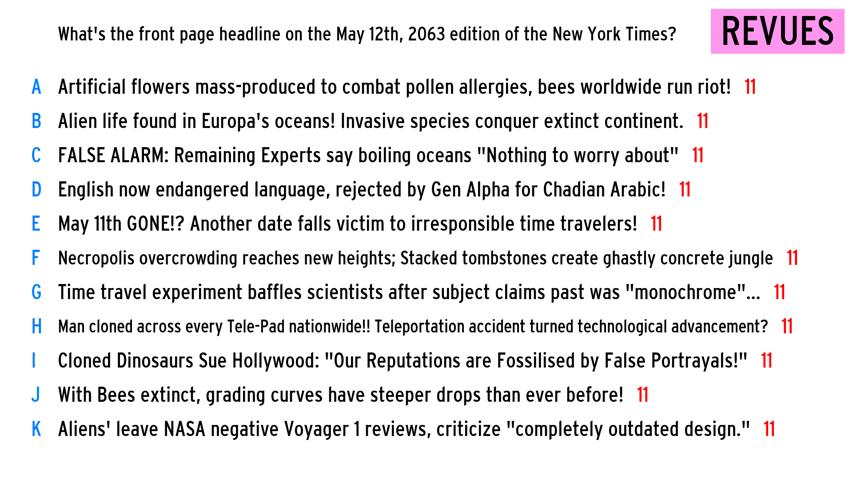 What's the front page headline on the May 12th, 2063 edition of the New York Times?
REVUES
A Artificial flowers mass-produced to combat pollen allergies, bees worldwide run riot! 11
B Alien life found in Europa's oceans! Invasive species conquer extinct continent. 11
C FALSE ALARM: Remaining Experts say boiling oceans "Nothing to worry about" 11
D English now endangered language, rejected by Gen Alpha for Chadian Arabic! 11
E May 11th GONE!? Another date falls victim to irresponsible time travelers! 11
F Necropolis overcrowding reaches new heights; Stacked tombstones create ghastly concrete jungle 11
G Time travel experiment baffles scientists after subject claims past was "monochrome"... 11
H Man cloned across every Tele-Pad nationwide!! Teleportation accident turned technological advancement? 11
I Cloned Dinosaurs Sue Hollywood: "Our Reputations are Fossilised by False Portrayals!" 11
J With Bees extinct, grading curves have steeper drops than ever before! 11
K Aliens' leave NASA negative Voyager 1 reviews, criticize "completely outdated design." 11